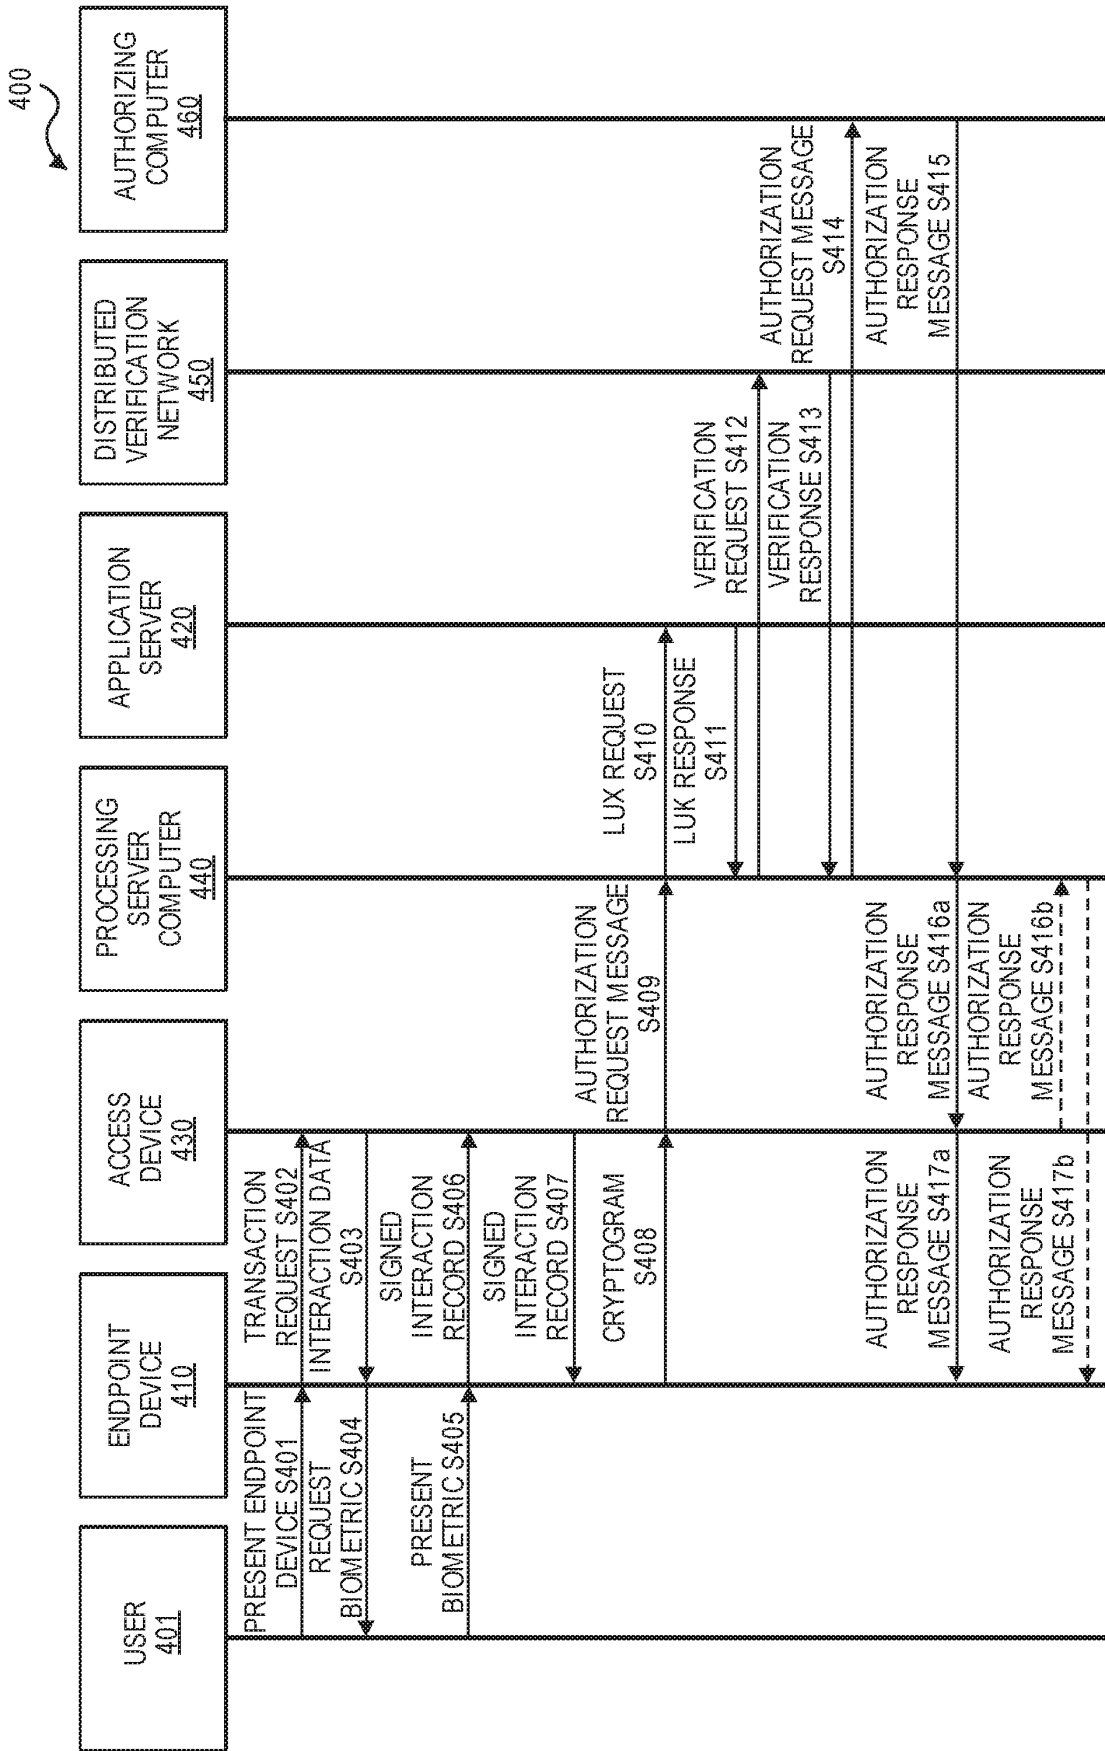 400
USER
401
ENDPOINT
DEVICE
410
ACCESS
DEVICE
430
PROCESSING
SERVER
COMPUTER
440
APPLICATION
SERVER
420
DISTRIBUTED
VERIFICATION
NETWORK
450
AUTHORIZING
COMPUTER
460
PRESENT ENDPOINT
DEVICE S401
TRANSACTION
REQUEST S402
INTERACTION DATA
S403
REQUEST
BIOMETRIC S404
PRESENT
BIOMETRIC S405
SIGNED
INTERACTION
RECORD S406
SIGNED
INTERACTION
RECORD S407
CRYPTOGRAM
S408
AUTHORIZATION
REQUEST MESSAGE
S409
LUX REQUEST
S410
LUK RESPONSE
S411
VERIFICATION
REQUEST S412
VERIFICATION
RESPONSE S413
AUTHORIZATION
REQUEST MESSAGE
S414
AUTHORIZATION
RESPONSE
MESSAGE S415
AUTHORIZATION
RESPONSE
MESSAGE S416a
AUTHORIZATION
RESPONSE
MESSAGE S416b
AUTHORIZATION
RESPONSE
MESSAGE S417a
AUTHORIZATION
RESPONSE
MESSAGE S417b